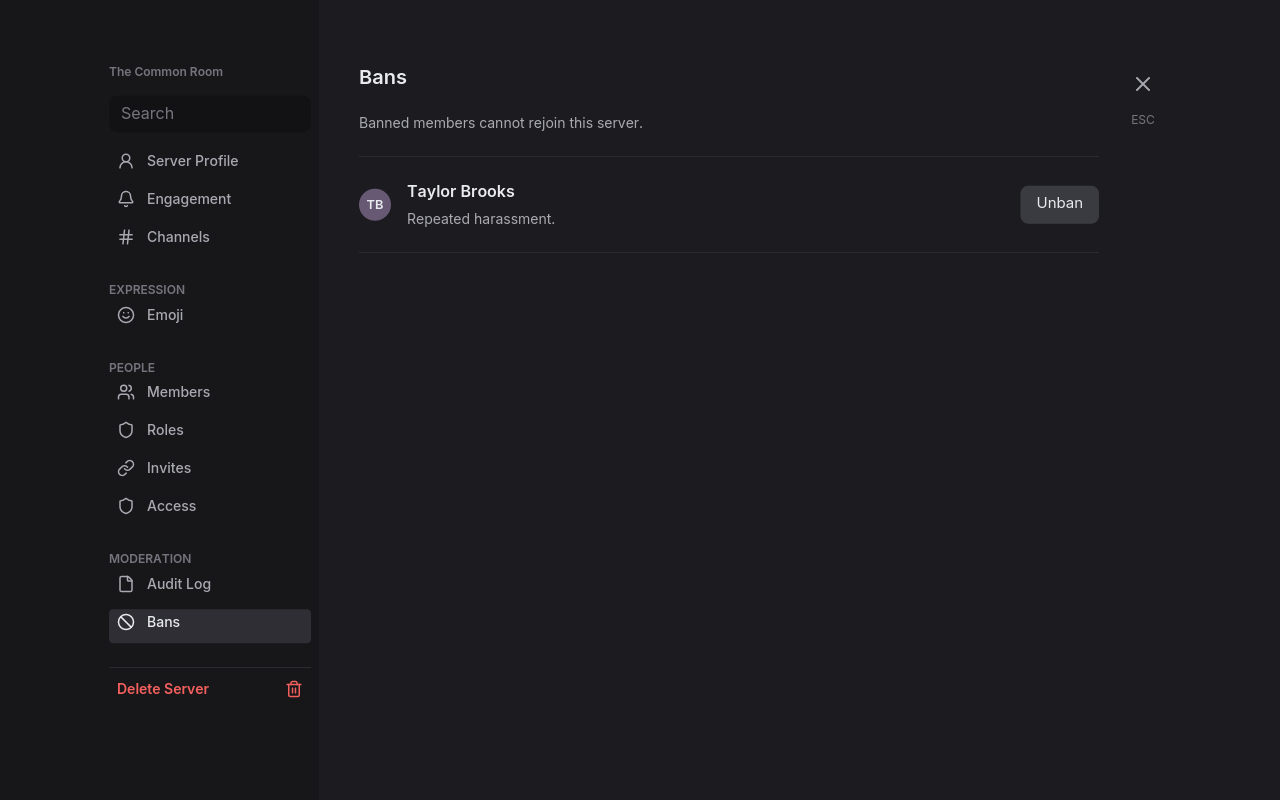 The Common Room
Search
Server Profile
Engagement
Channels
EXPRESSION
Emoji
PEOPLE
Members
Roles
Invites
Access
MODERATION
Audit Log
Bans
Delete Server
Bans
Banned members cannot rejoin this server.
TB
Taylor Brooks
Repeated harassment.
Unban
ESC